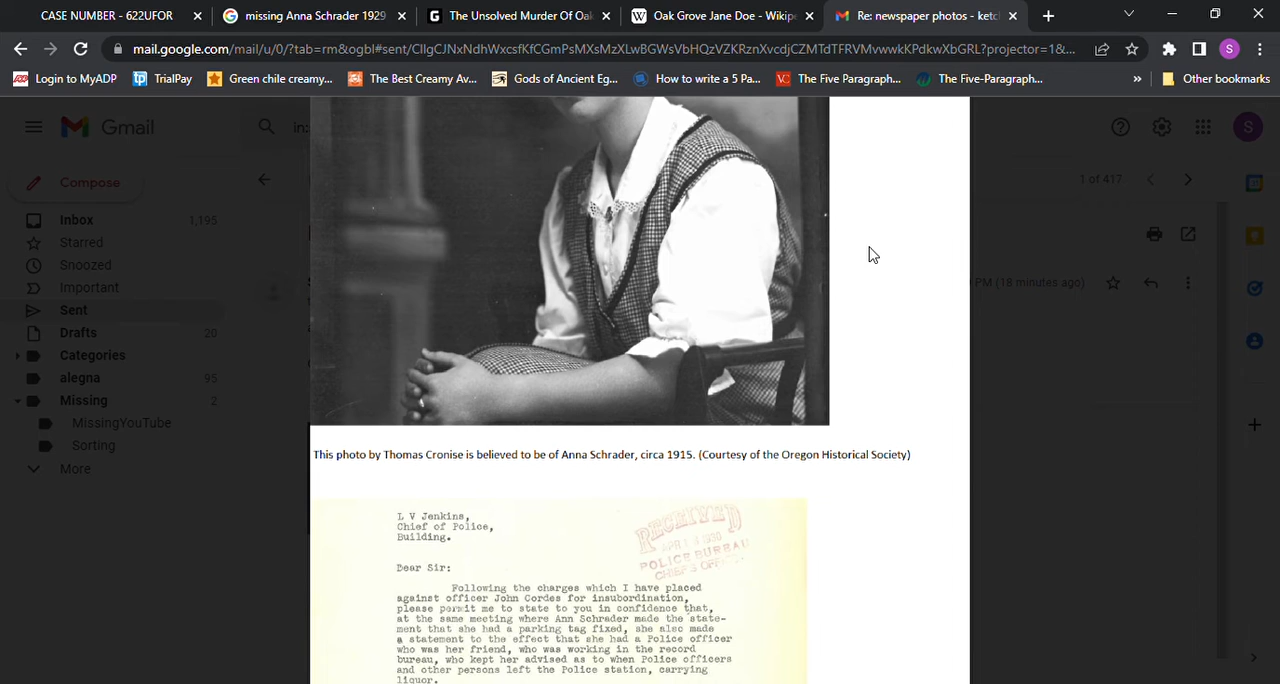 CASE NUMBER - 622UFOR
missing Anna Schrader 1929
The Unsolved Murder Of Oak
Oak Grove Jane Doe - Wikipe
Re: newspaper photos - ketc
mail.google.com/mail/u/0/?tab=rm&ogbl#sent/
Login to MyADP
TrialPay
Green chile creamy...
The Best Creamy Av...
Gods of Ancient Eg...
How to write a 5 Pa...
The Five Paragraph...
The Five-Paragraph...
Other bookmarks
Gmail
in:
Compose
1 of 417
Inbox 1,195
Starred
Snoozed
Important
PM (18 minutes ago)
Sent
Drafts 20
Categories
alegna 95
Missing 2
MissingYouTube
Sorting
More
This photo by Thomas Cronise is believed to be of Anna Schrader, circa 1915. (Courtesy of the Oregon Historical Society)
L V Jenkins,
Chief of Police,
Building.
RECEIVED
POLICE BUREAU
Dear Sir:
Following the charges which I have placed
against officer John Cordes for insubordination,
please permit me to state to you in confidence that,
at the same meeting where Ann Schrader made the state-
ment that she had a parking tag fixed, she also made
a statement to the effect that she had a Police officer
who was her friend, who was working in the record
bureau, who kept her advised as to when Police officers
and other persons left the Police station, carrying
liquor.